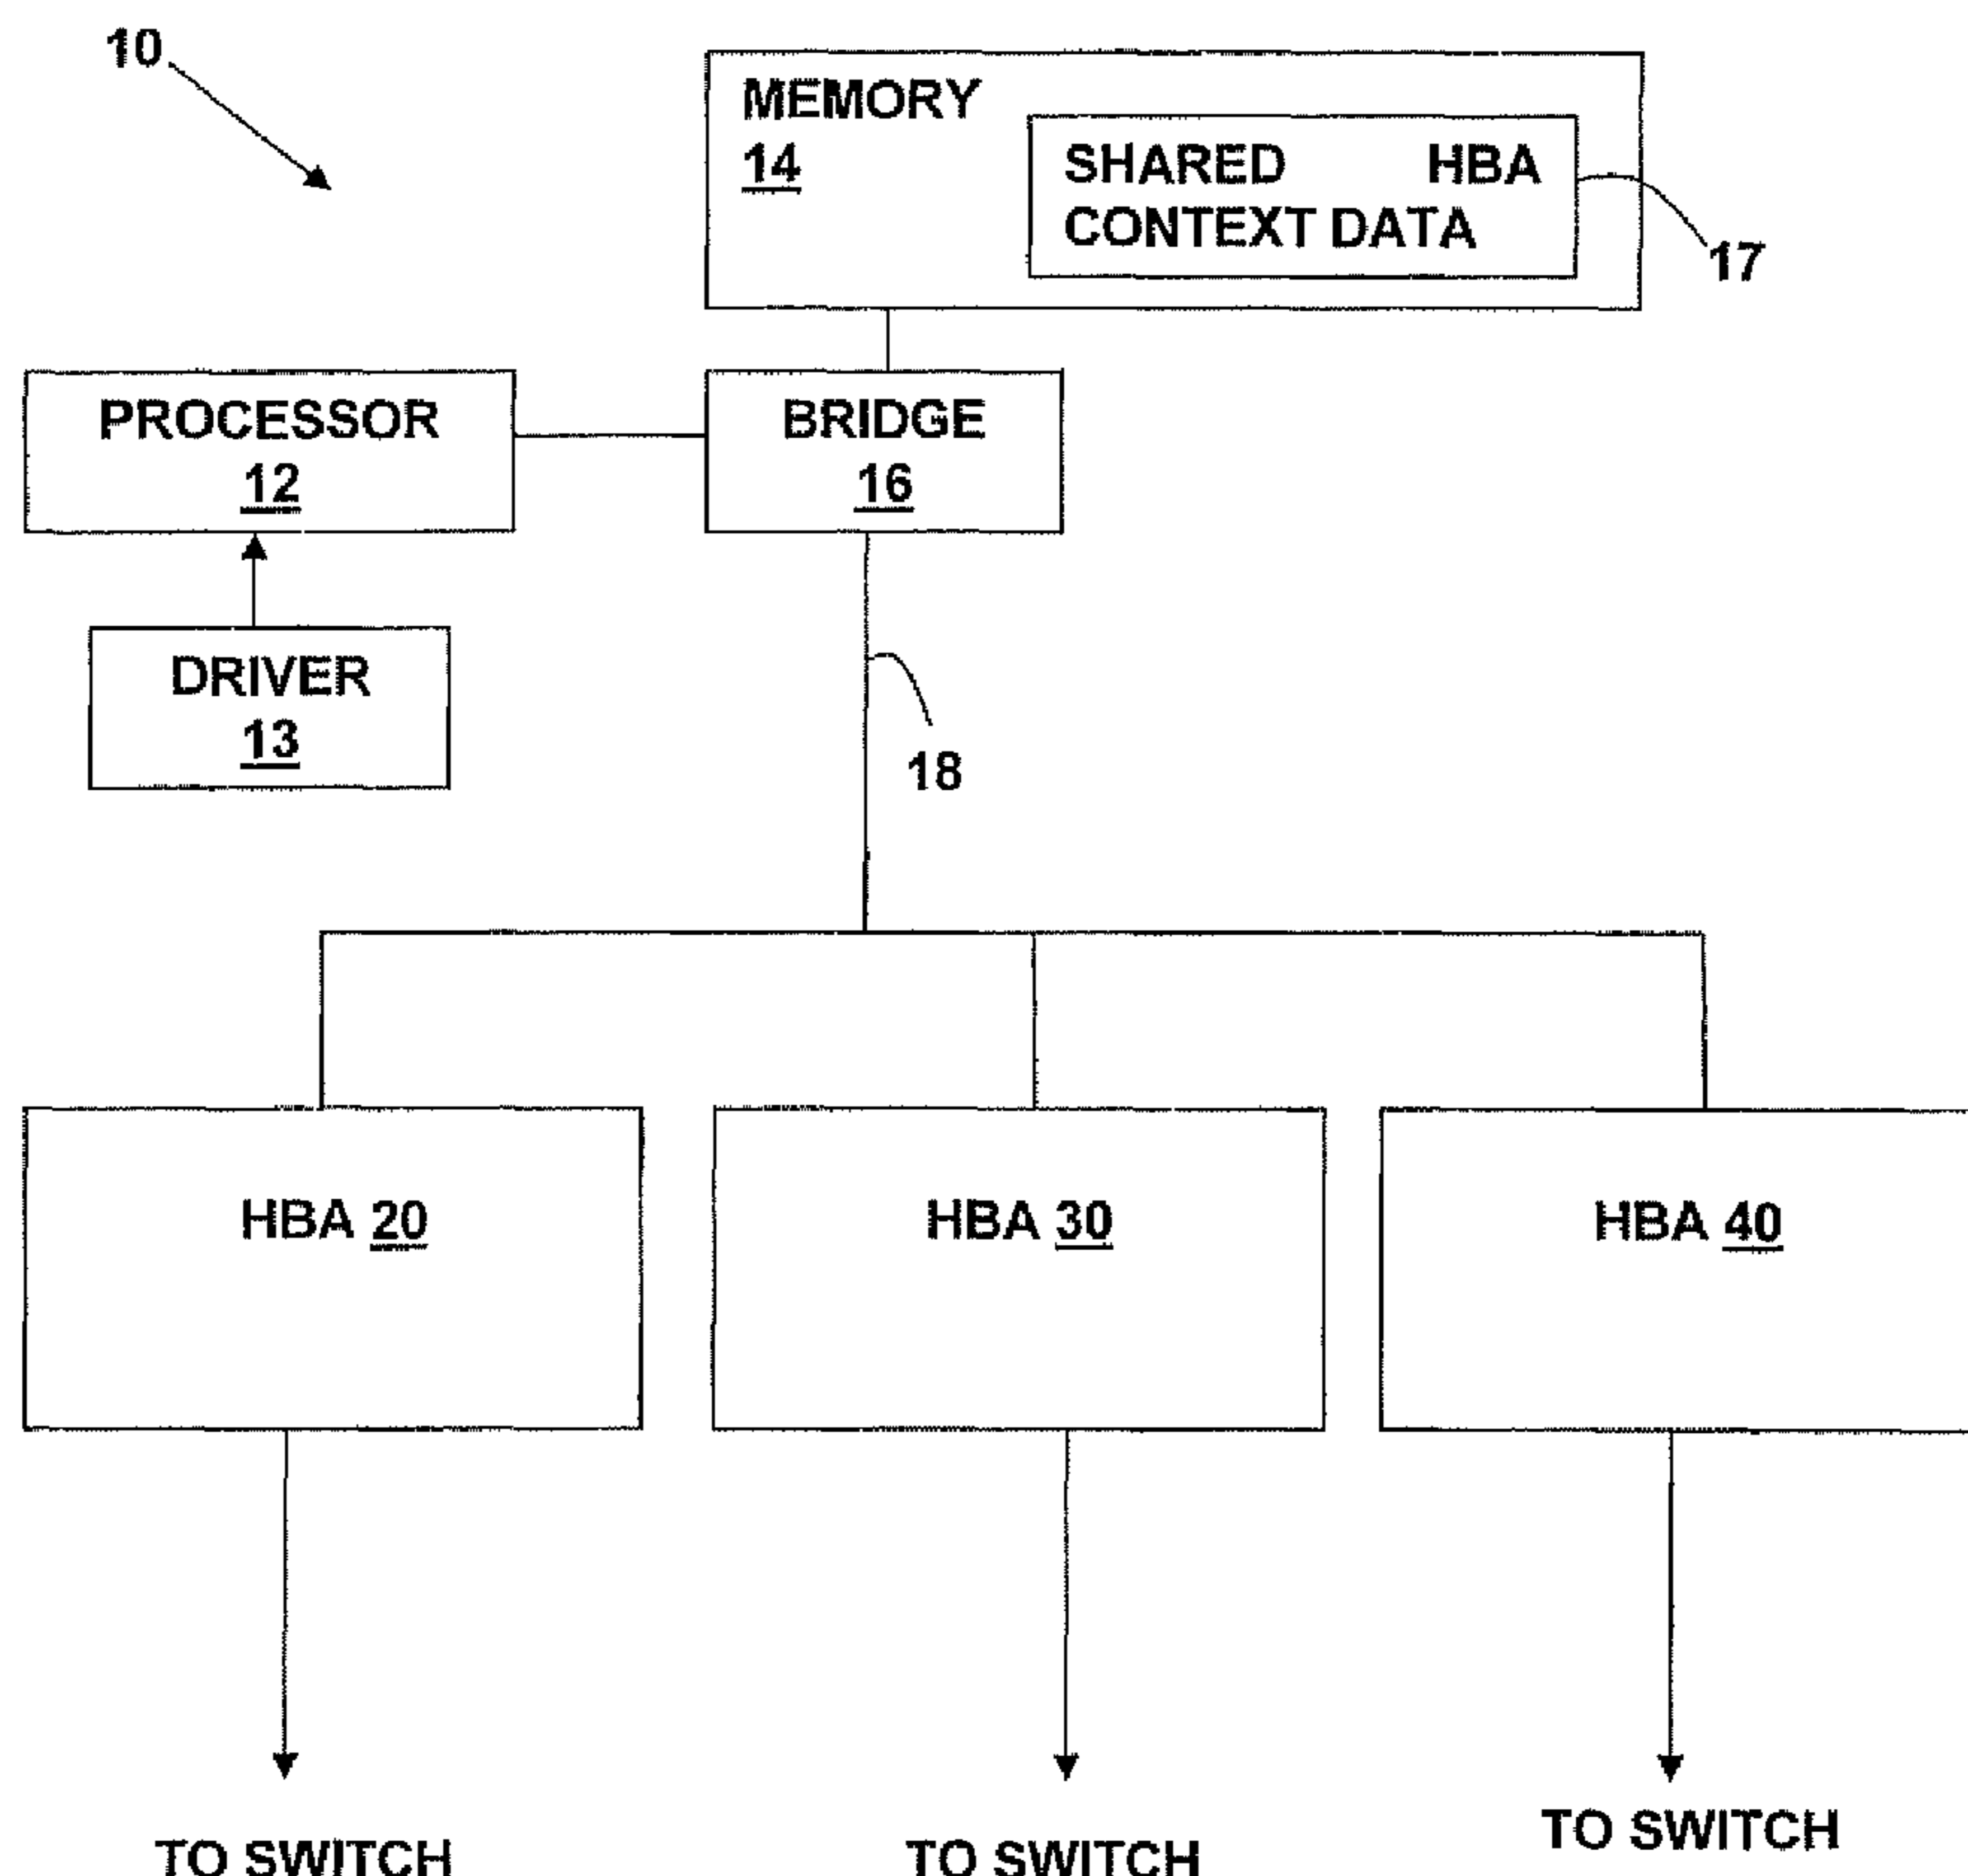 10
MEMORY
14
SHARED HBA
CONTEXT DATA
17
PROCESSOR
12
BRIDGE
16
DRIVER
13
18
HBA 20
HBA 30
HBA 40
TO SWITCH
TO SWITCH
TO SWITCH